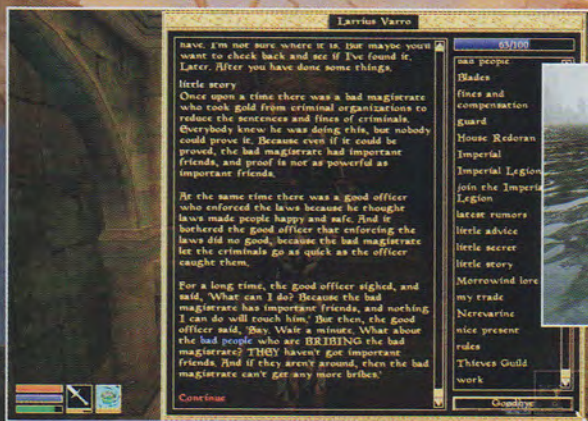 Larrius Varro
have. I'm not sure where it is. But maybe you'll
want to check back and see if I've found it.
Later. After you have done some things.
little story
Once upon a time there was a bad magistrate
who took gold from criminal organizations to
reduce the sentences and fines of criminals.
Everybody knew he was doing this, but nobody
could prove it. Because even if it could be
proved, the bad magistrate had important
friends, and proof is not as powerful as
important friends.
At the same time there was a good officer
who enforced the laws because he thought
laws made people happy and safe. And it
bothered the good officer that enforcing the
laws did no good, because the bad magistrate
let the criminals go as quick as the officer
caught them.
For a long time, the good officer sighed, and
said, 'What can I do? Because the bad
magistrate has important friends, and nothing
I can do will touch him.' But then, the good
officer said, 'Say. Wait a minute. What about
the bad people who are BRIBING the bad
magistrate? THEY haven't got important
friends. And if they aren't around, then the bad
magistrate can't get any more bribes.'
Continue
63/100
bad people
Blades
fines and
compensation
guard
House Redoran
Imperial
Imperial Legion
join the Imperia
Legion
latest rumors
little advice
little secret
little story
Morrowind lore
my trade
Nerevarine
nice present
rules
Thieves Guild
work
Goodbye